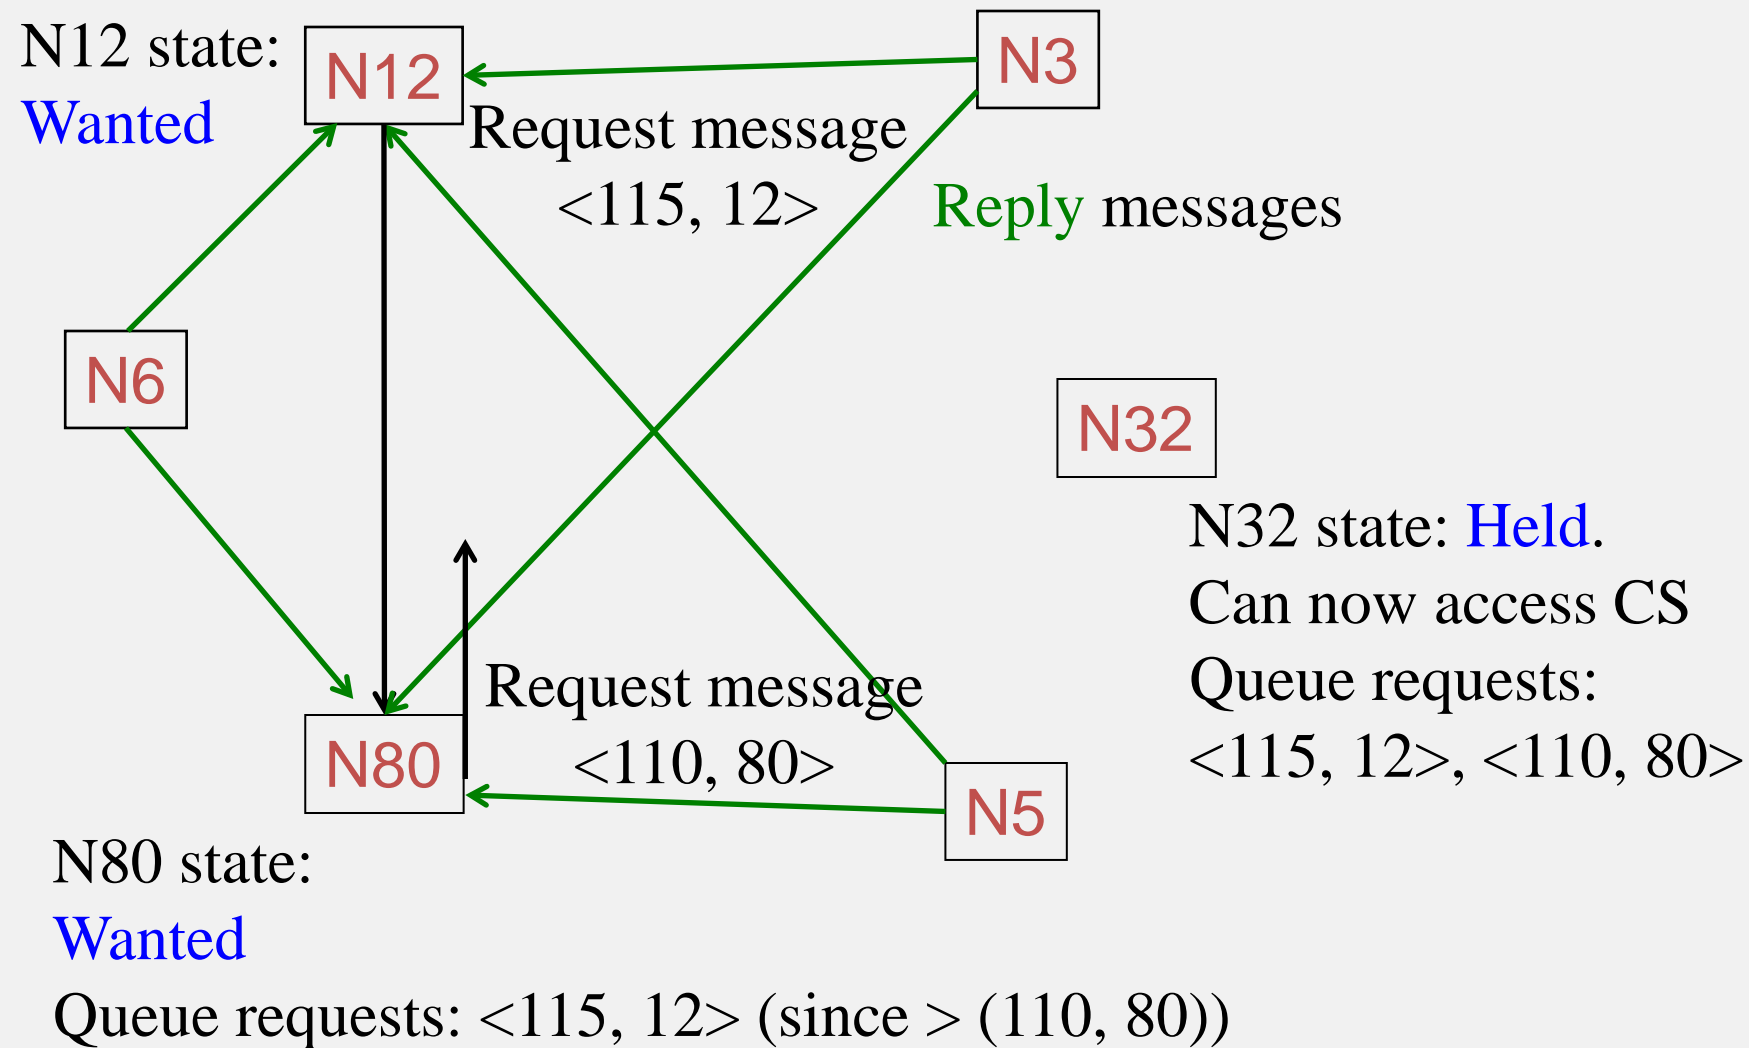 N12 state:
Wanted
N12
N3
Request message
<115, 12>
Reply messages
N6
N32
N32 state: Held.
Can now access CS
Queue requests:
<115, 12>, <110, 80>
Request message
<110, 80>
N80
N5
N80 state:
Wanted
Queue requests: <115, 12> (since > (110, 80))